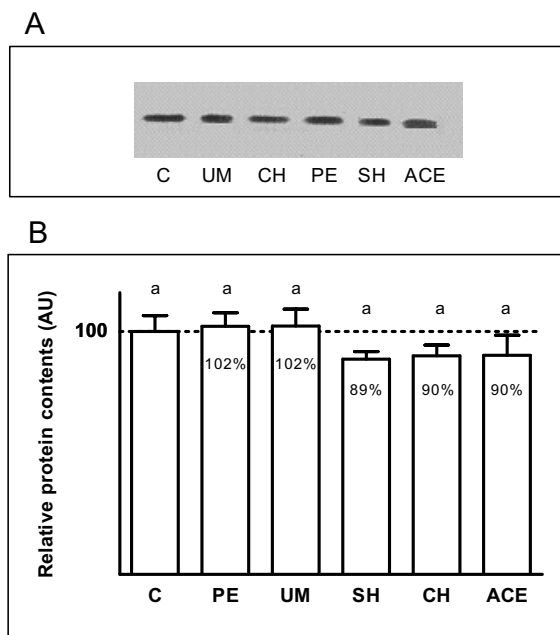 A
C UM CH PE SH ACE
B
Relative protein contents (AU)
100
a a a a a a
102% 102% 89% 90% 90%
C PE UM SH CH ACE